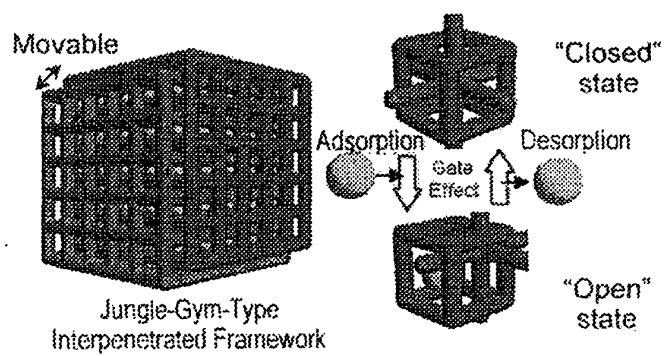 Movable
Jungle-Gym-Type
Interpenetrated Framework
"Closed"
state
Adsorption
Desorption
Gate
Effect
"Open"
state